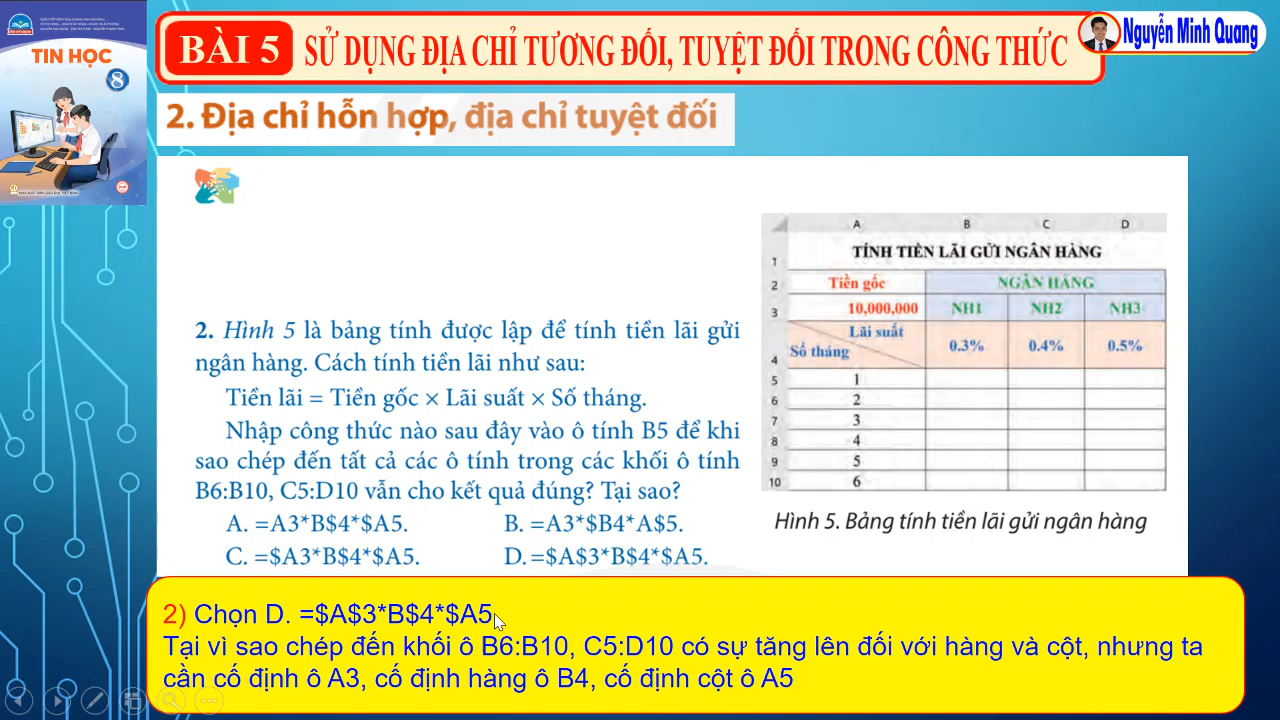 TIN HỌC
8
BÀI 5 SỬ DỤNG ĐỊA CHỈ TƯƠNG ĐỐI, TUYỆT ĐỐI TRONG CÔNG THỨC
Nguyễn Minh Quang
2. Địa chỉ hỗn hợp, địa chỉ tuyệt đối
2. Hình 5 là bảng tính được lập để tính tiền lãi gửi
ngân hàng. Cách tính tiền lãi như sau:
Tiền lãi = Tiền gốc × Lãi suất × Số tháng.
Nhập công thức nào sau đây vào ô tính B5 để khi
sao chép đến tất cả các ô tính trong các khối ô tính
B6:B10, C5:D10 vẫn cho kết quả đúng? Tại sao?
A. =A3*B$4*$A5. B. =A3*$B4*A$5.
C. =$A3*B$4*$A5. D. =$A$3*B$4*$A5.
A B C D
1 TÍNH TIỀN LÃI GỬI NGÂN HÀNG
2 Tiền gốc NGÂN HÀNG
3 10,000,000 NH1 NH2 NH3
Lãi suất
4 Số tháng 0.3% 0.4% 0.5%
5 1
6 2
7 3
8 4
9 5
10 6
Hình 5. Bảng tính tiền lãi gửi ngân hàng
2) Chọn D. =$A$3*B$4*$A5
Tại vì sao chép đến khối ô B6:B10, C5:D10 có sự tăng lên đối với hàng và cột, nhưng ta
cần cố định ô A3, cố định hàng ô B4, cố định cột ô A5